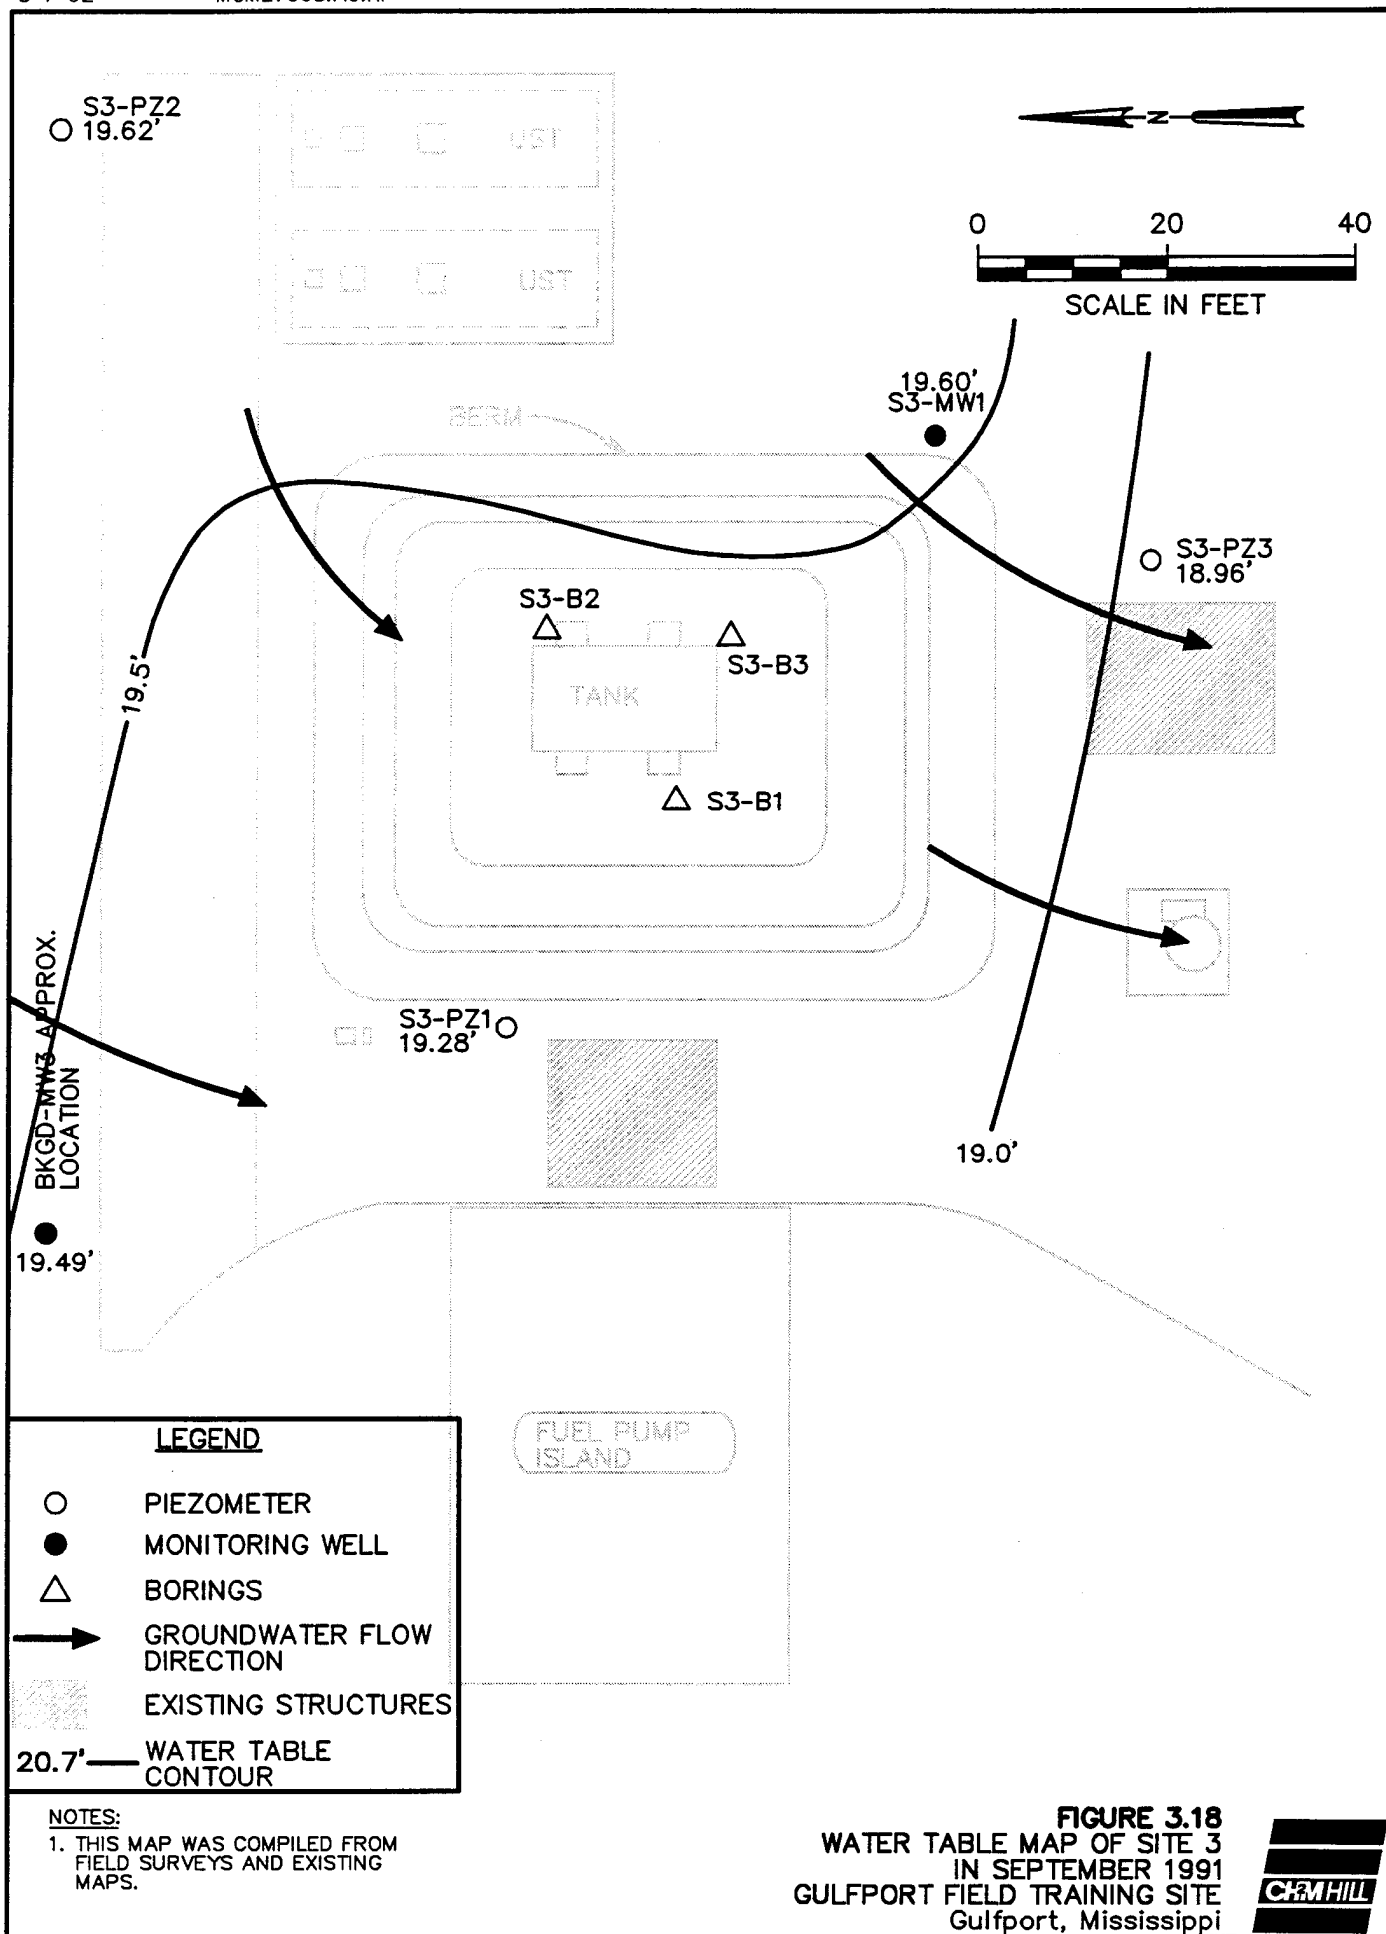 S3-PZ2
19.62'
UST
UST
N
0 20 40
SCALE IN FEET
BERM
19.60'
S3-MW1
S3-PZ3
18.96'
S3-B2
S3-B3
TANK
S3-B1
19.5'
BKGD-MW3 APPROX.
LOCATION
19.49'
S3-PZ1
19.28'
19.0'
FUEL PUMP
ISLAND
LEGEND
PIEZOMETER
MONITORING WELL
BORINGS
GROUNDWATER FLOW
DIRECTION
EXISTING STRUCTURES
20.7' WATER TABLE
CONTOUR
NOTES:
1. THIS MAP WAS COMPILED FROM
FIELD SURVEYS AND EXISTING
MAPS.
FIGURE 3.18
WATER TABLE MAP OF SITE 3
IN SEPTEMBER 1991
GULFPORT FIELD TRAINING SITE
Gulfport, Mississippi
CH2M HILL